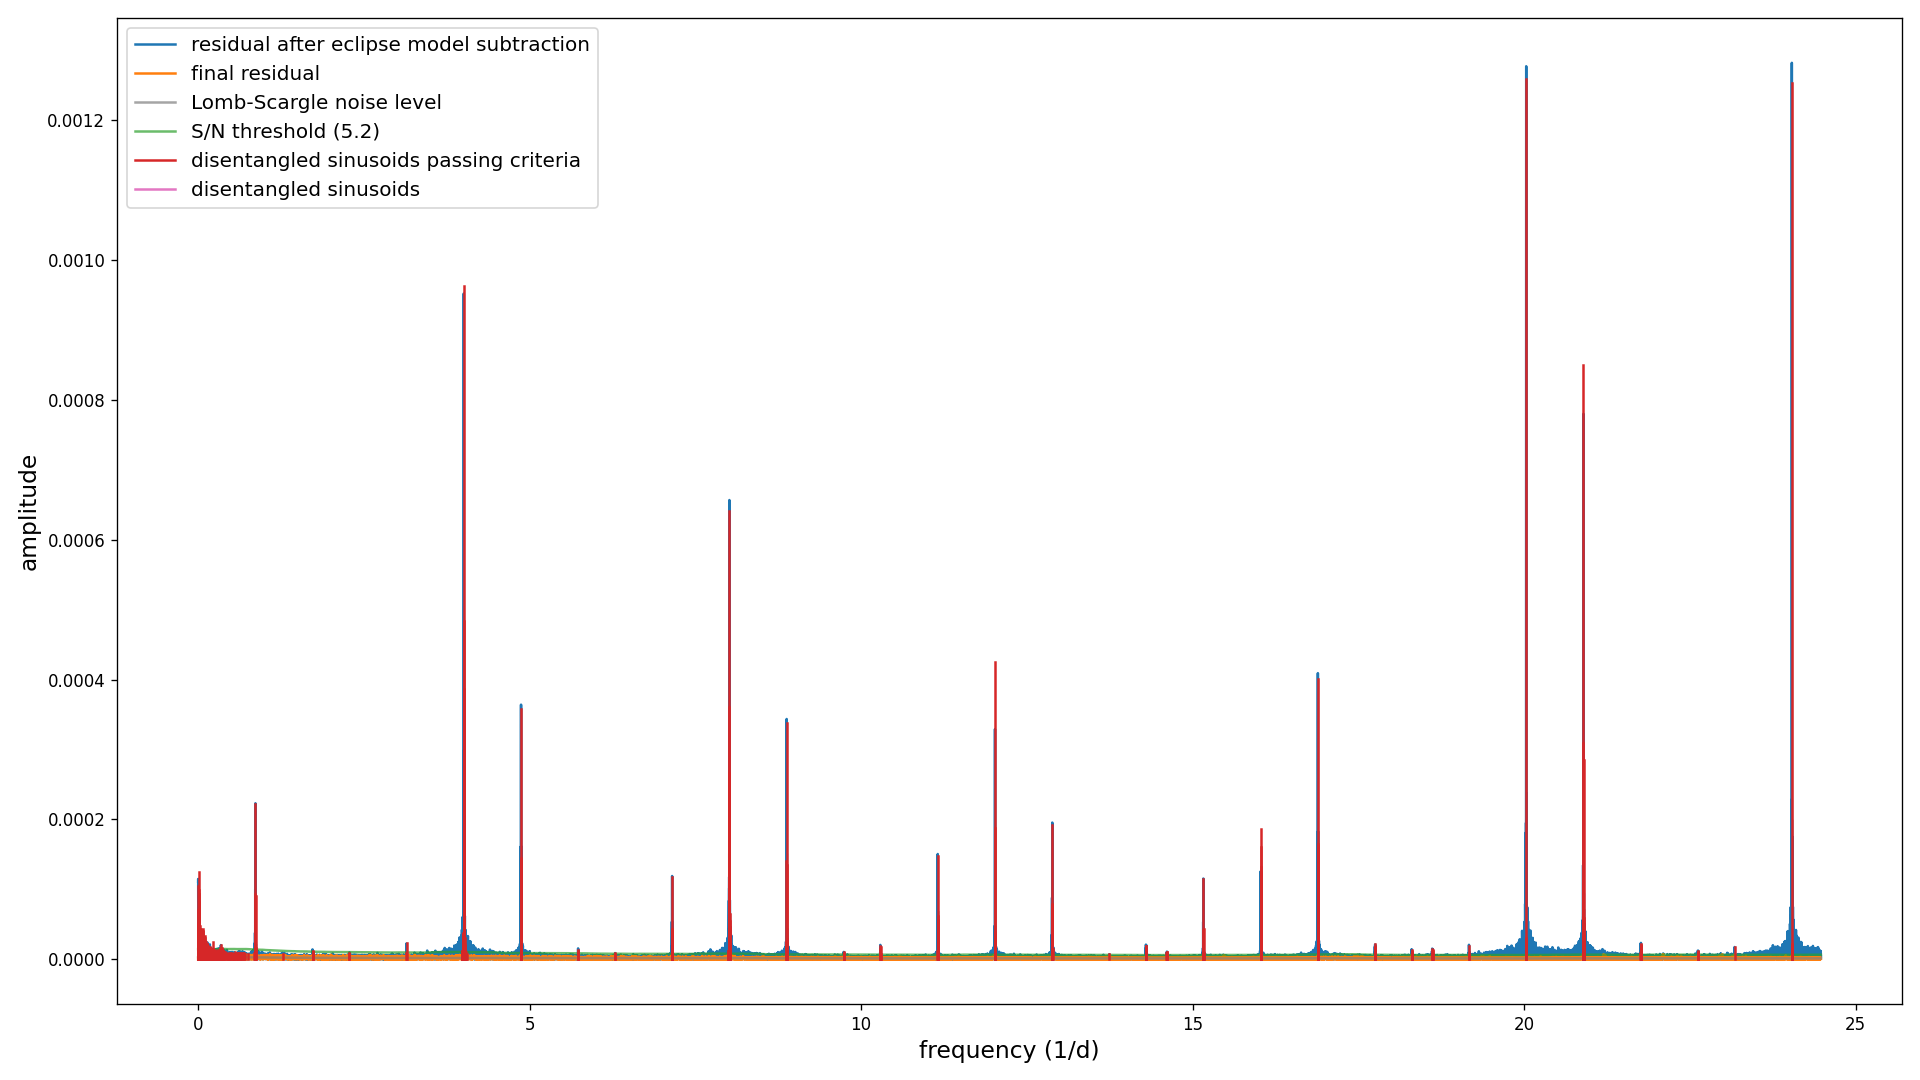 residual after eclipse model subtraction
final residual
Lomb-Scargle noise level
S/N threshold (5.2)
disentangled sinusoids passing criteria
disentangled sinusoids
0.0012
0.0010
0.0008
0.0006
0.0004
0.0002
0.0000
amplitude
0 5 10 15 20 25
frequency (1/d)